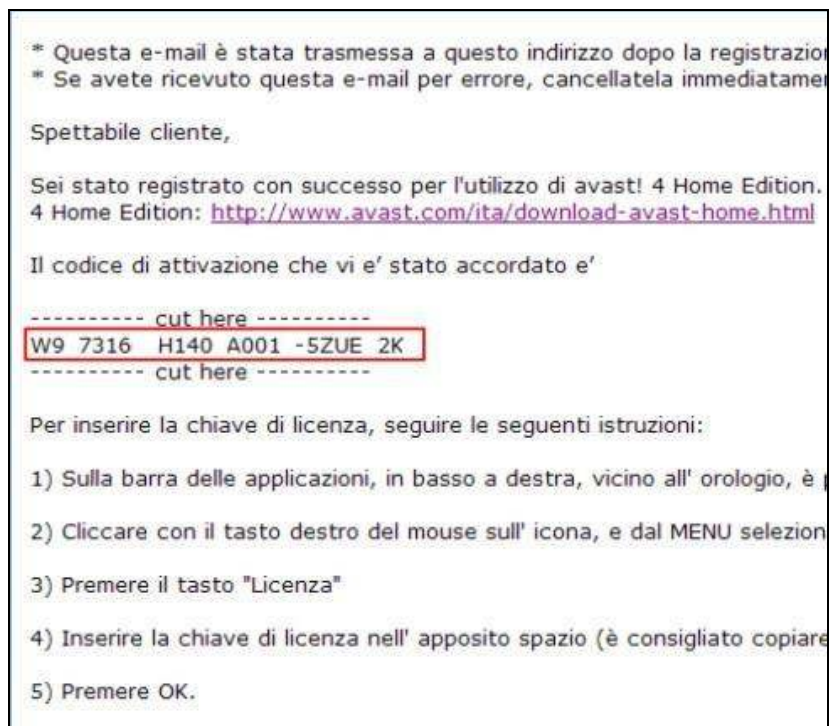 * Questa e-mail è stata trasmessa a questo indirizzo dopo la registrazion
* Se avete ricevuto questa e-mail per errore, cancellatela immediatamen
Spettabile cliente,
Sei stato registrato con successo per l'utilizzo di avast! 4 Home Edition.
4 Home Edition: http://www.avast.com/ita/download-avast-home.html
Il codice di attivazione che vi e' stato accordato e'
---------- cut here ----------
W9 7316 H140 A001 -5ZUE 2K
---------- cut here ----------
Per inserire la chiave di licenza, seguire le seguenti istruzioni:
1) Sulla barra delle applicazioni, in basso a destra, vicino all' orologio, è
2) Cliccare con il tasto destro del mouse sull' icona, e dal MENU selezion
3) Premere il tasto "Licenza"
4) Inserire la chiave di licenza nell' apposito spazio (è consigliato copiare
5) Premere OK.